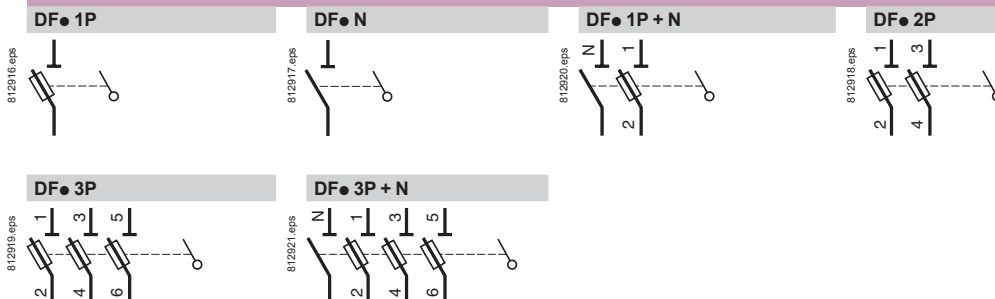 DF● 1P
812916.eps
DF● N
812917.eps
DF● 1P + N
812920.eps
N 1
2
DF● 2P
812918.eps
1 3
2 4
DF● 3P
812919.eps
1 3 5
2 4 6
DF● 3P + N
812921.eps
N 1 3 5
2 4 6